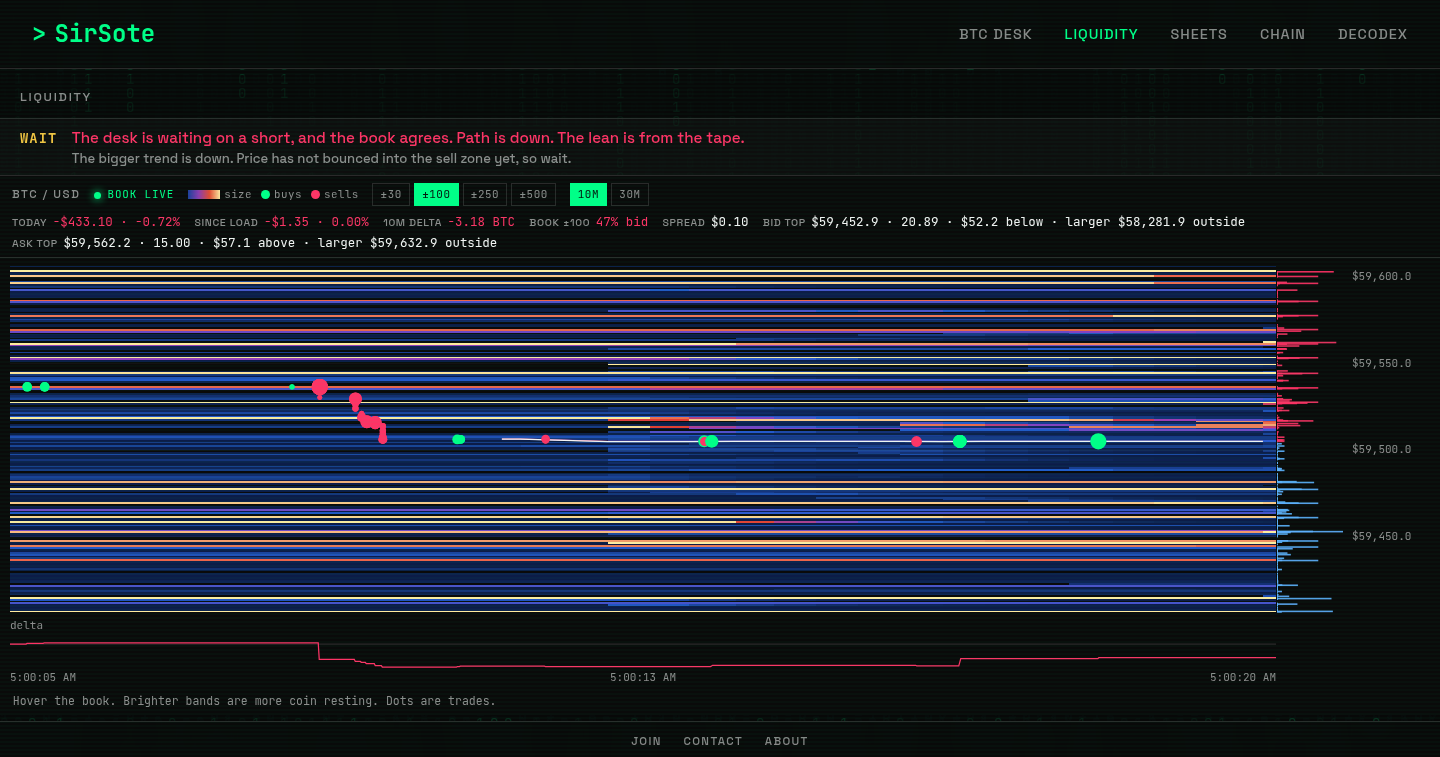 > SirSote
BTC DESK LIQUIDITY SHEETS CHAIN DECODEX
LIQUIDITY
WAIT The desk is waiting on a short, and the book agrees. Path is down. The lean is from the tape.
The bigger trend is down. Price has not bounced into the sell zone yet, so wait.
BTC / USD BOOK LIVE size buys sells ±30 ±100 ±250 ±500 10M 30M
TODAY -$433.10 · -0.72% SINCE LOAD -$1.35 · 0.00% 10M DELTA -3.18 BTC BOOK ±100 47% bid SPREAD $0.10 BID TOP $59,452.9 · 20.89 · $52.2 below · larger $58,281.9 outside
ASK TOP $59,562.2 · 15.00 · $57.1 above · larger $59,632.9 outside
$59,600.0
$59,550.0
$59,500.0
$59,450.0
delta
5:00:05 AM 5:00:13 AM 5:00:20 AM
Hover the book. Brighter bands are more coin resting. Dots are trades.
JOIN CONTACT ABOUT